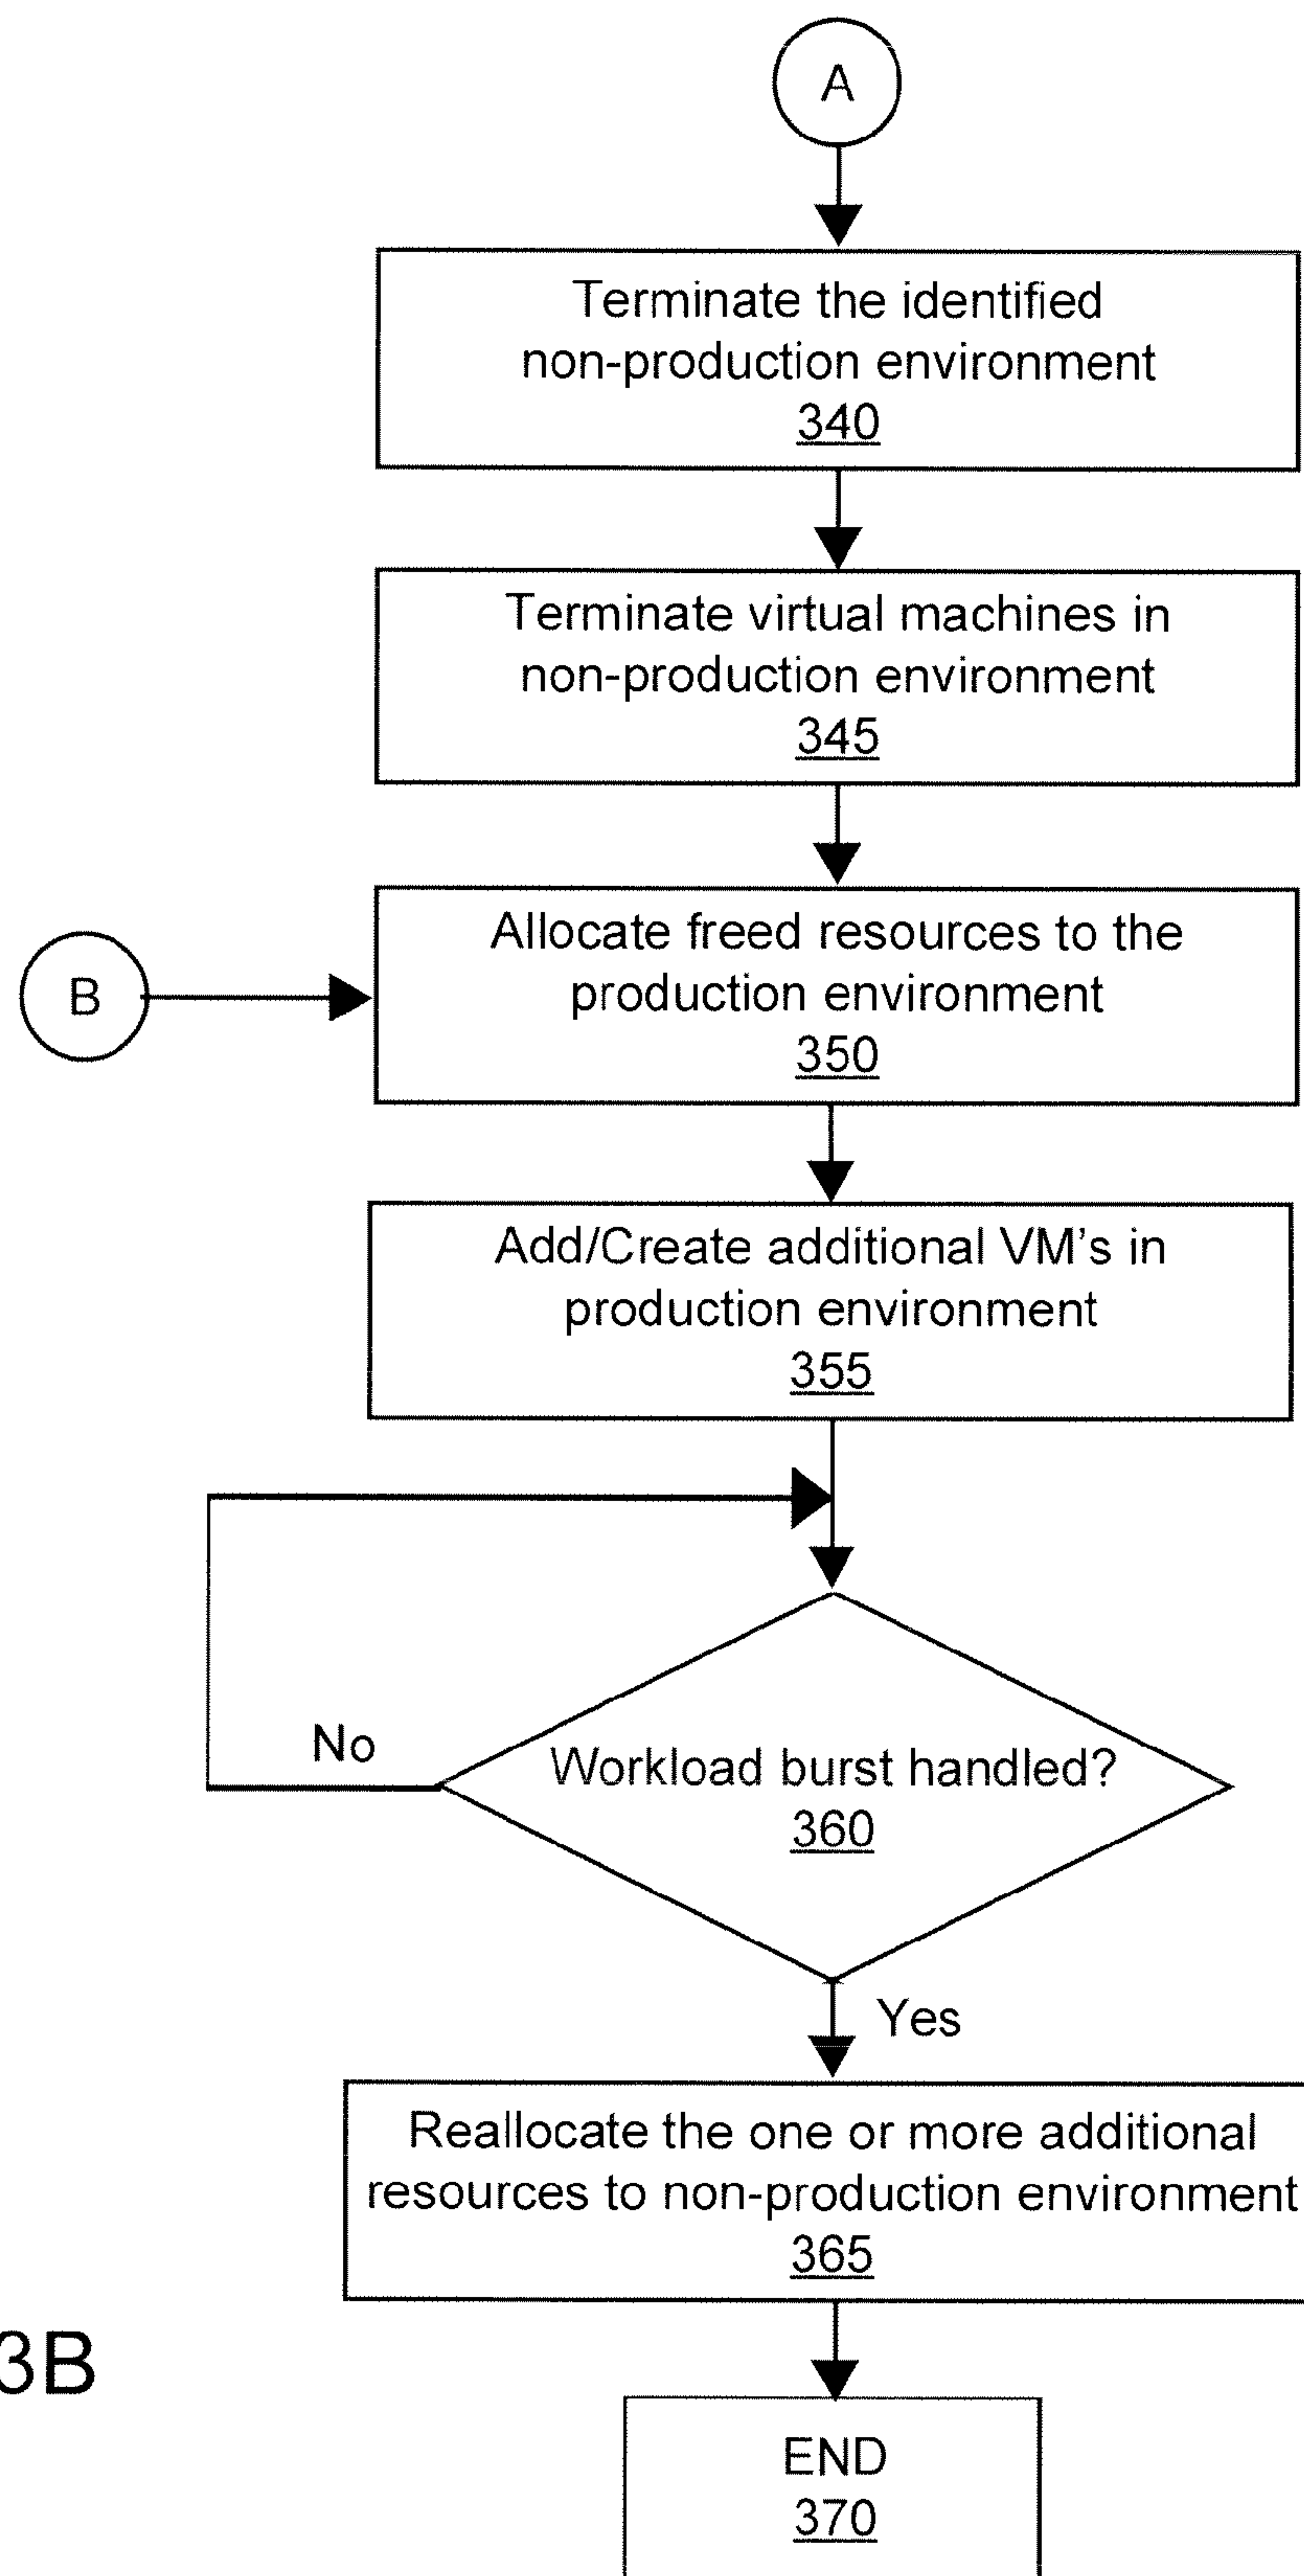 A
Terminate the identified
non-production environment
340
Terminate virtual machines in
non-production environment
345
Allocate freed resources to the
production environment
350
B
Add/Create additional VM's in
production environment
355
No
Workload burst handled?
360
Yes
Reallocate the one or more additional
resources to non-production environment
365
3B
END
370